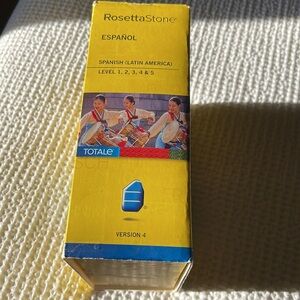 RosettaStone®
ESPAÑOL
SPANISH (LATIN AMERICA)
LEVEL 1, 2, 3, 4 & 5
TOTALe
VERSION 4